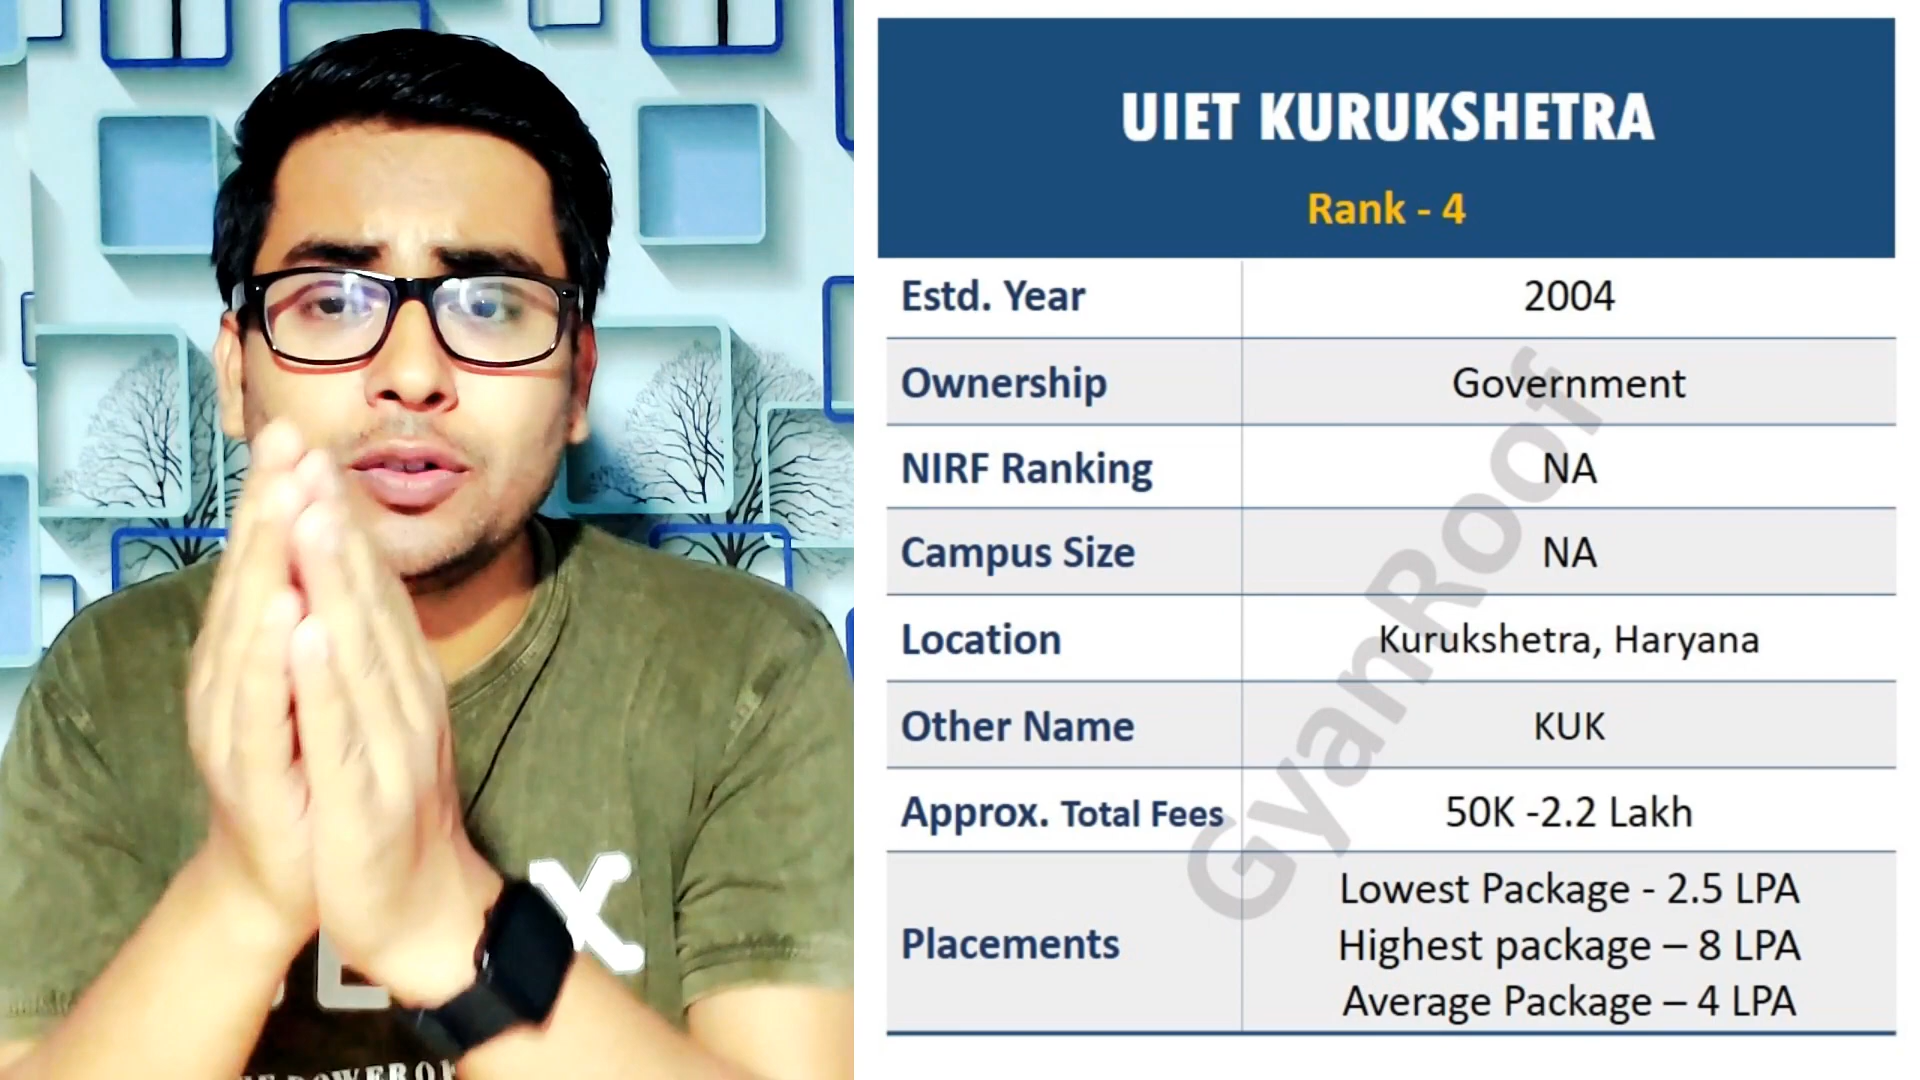 UIET KURUKSHETRA
Rank - 4
Estd. Year 2004
Ownership Government
NIRF Ranking NA
Campus Size NA
Location Kurukshetra, Haryana
Other Name KUK
Approx. Total Fees 50K -2.2 Lakh
Placements
Lowest Package - 2.5 LPA
Highest package – 8 LPA
Average Package – 4 LPA
GyanRoof